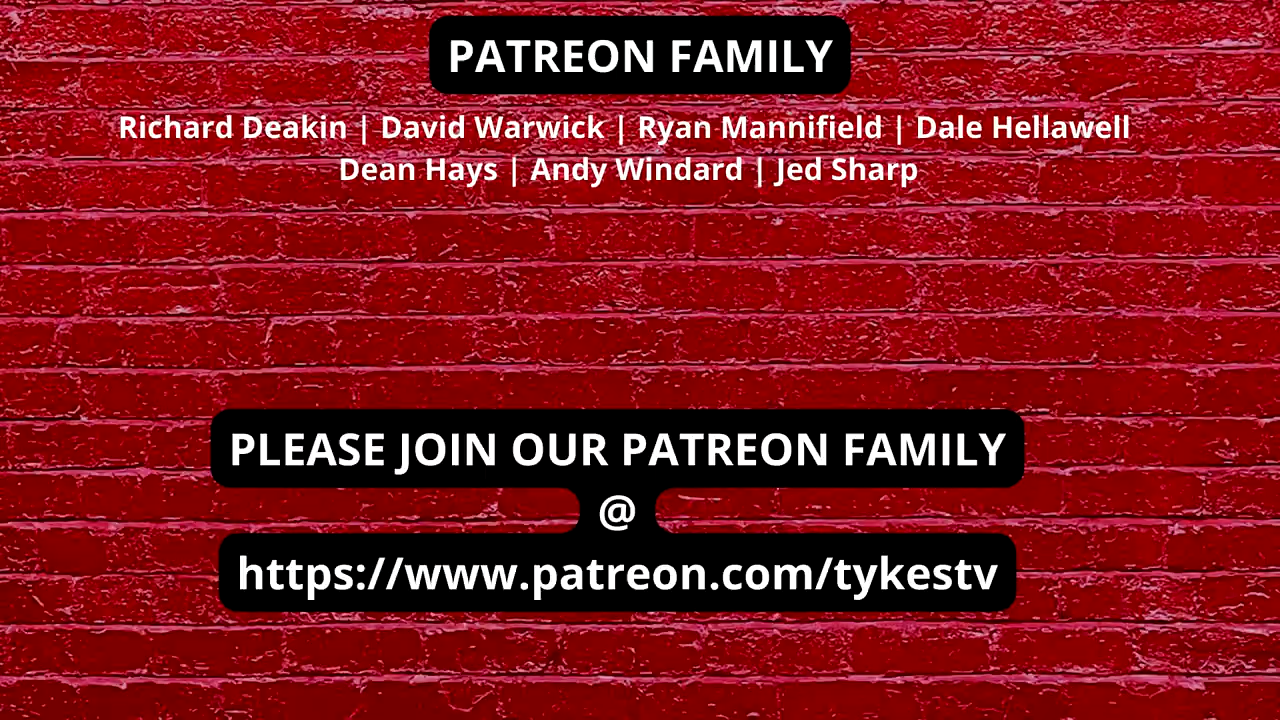 PATREON FAMILY
Richard Deakin | David Warwick | Ryan Mannifield | Dale Hellawell
Dean Hays | Andy Windard | Jed Sharp
PLEASE JOIN OUR PATREON FAMILY
@
https://www.patreon.com/tykestv